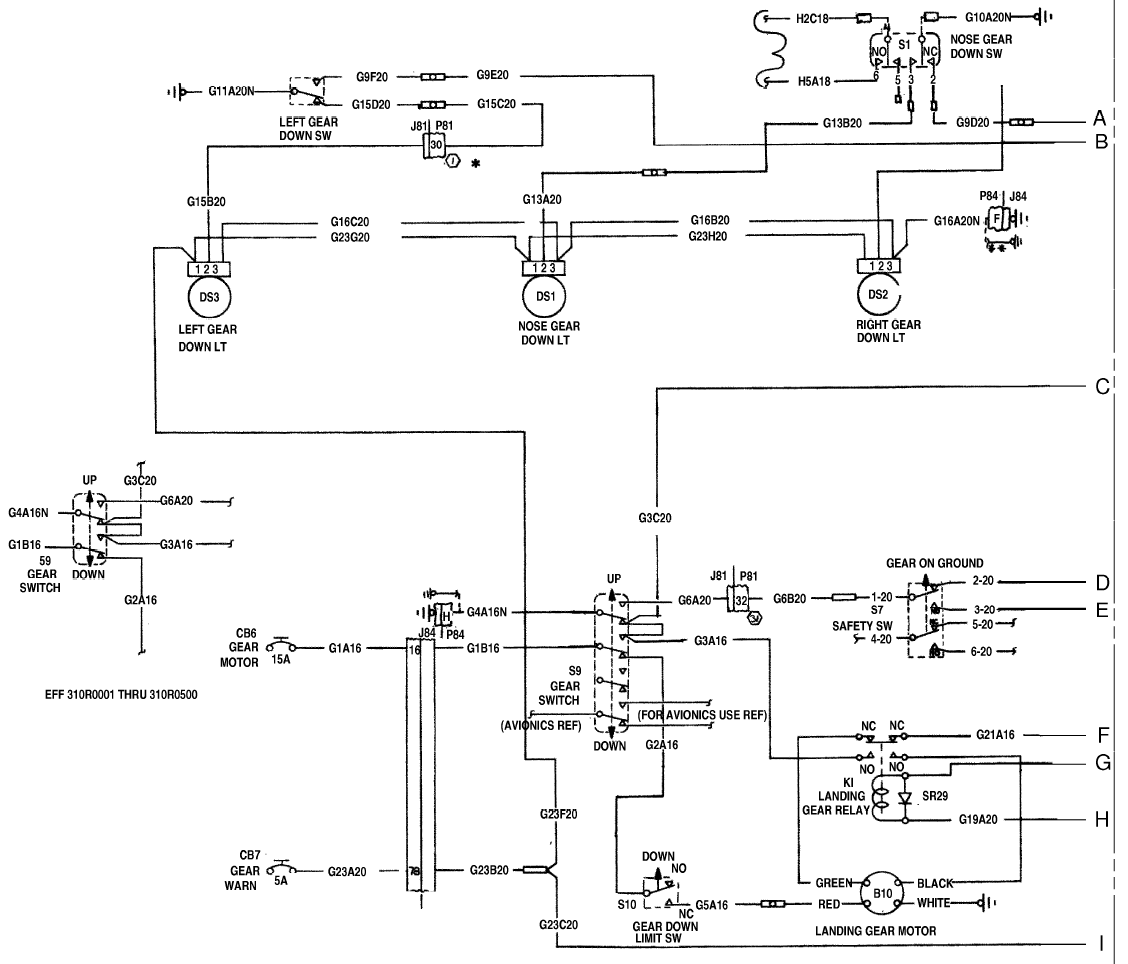 H2C18
G10A20N
S1
NOSE GEAR
DOWN SW
NO
NC
6 5 3 2
H5A18
G9F20
G9E20
G11A20N
G15D20
G15C20
LEFT GEAR
DOWN SW
J81 P81
30
1 *
G13B20
G9D20
A
B
G15B20
G13A20
P84 J84
F
G16C20
G16B20
G16A20N
G23G20
G23H20
* *
1 2 3
1 2 3
1 2 3
DS3
DS1
DS2
LEFT GEAR
DOWN LT
NOSE GEAR
DOWN LT
RIGHT GEAR
DOWN LT
C
UP
G3C20
G6A20
G4A16N
G1B16
G3A16
59
GEAR
SWITCH
DOWN
G2A16
G3C20
GEAR ON GROUND
J81 P81
32
34
UP
G6A20
G6B20
1-20
S7
SAFETY SW
4-20
2-20
D
3-20
E
5-20
6-20
H
G4A16N
J84 P84
CB6
GEAR
MOTOR
15A
G1A16
16
G1B16
G3A16
S9
GEAR
SWITCH
EFF 310R0001 THRU 310R0500
(AVIONICS REF)
(FOR AVIONICS USE REF)
DOWN
G2A16
NC NC
G21A16
F
NO NO
G
K1
LANDING
GEAR RELAY
SR29
G19A20
H
G23F20
CB7
GEAR
WARN
5A
G23A20
78
G23B20
DOWN
NO
S10
NC
G5A16
GEAR DOWN
LIMIT SW
GREEN
BLACK
B10
RED
WHITE
LANDING GEAR MOTOR
G23C20
I